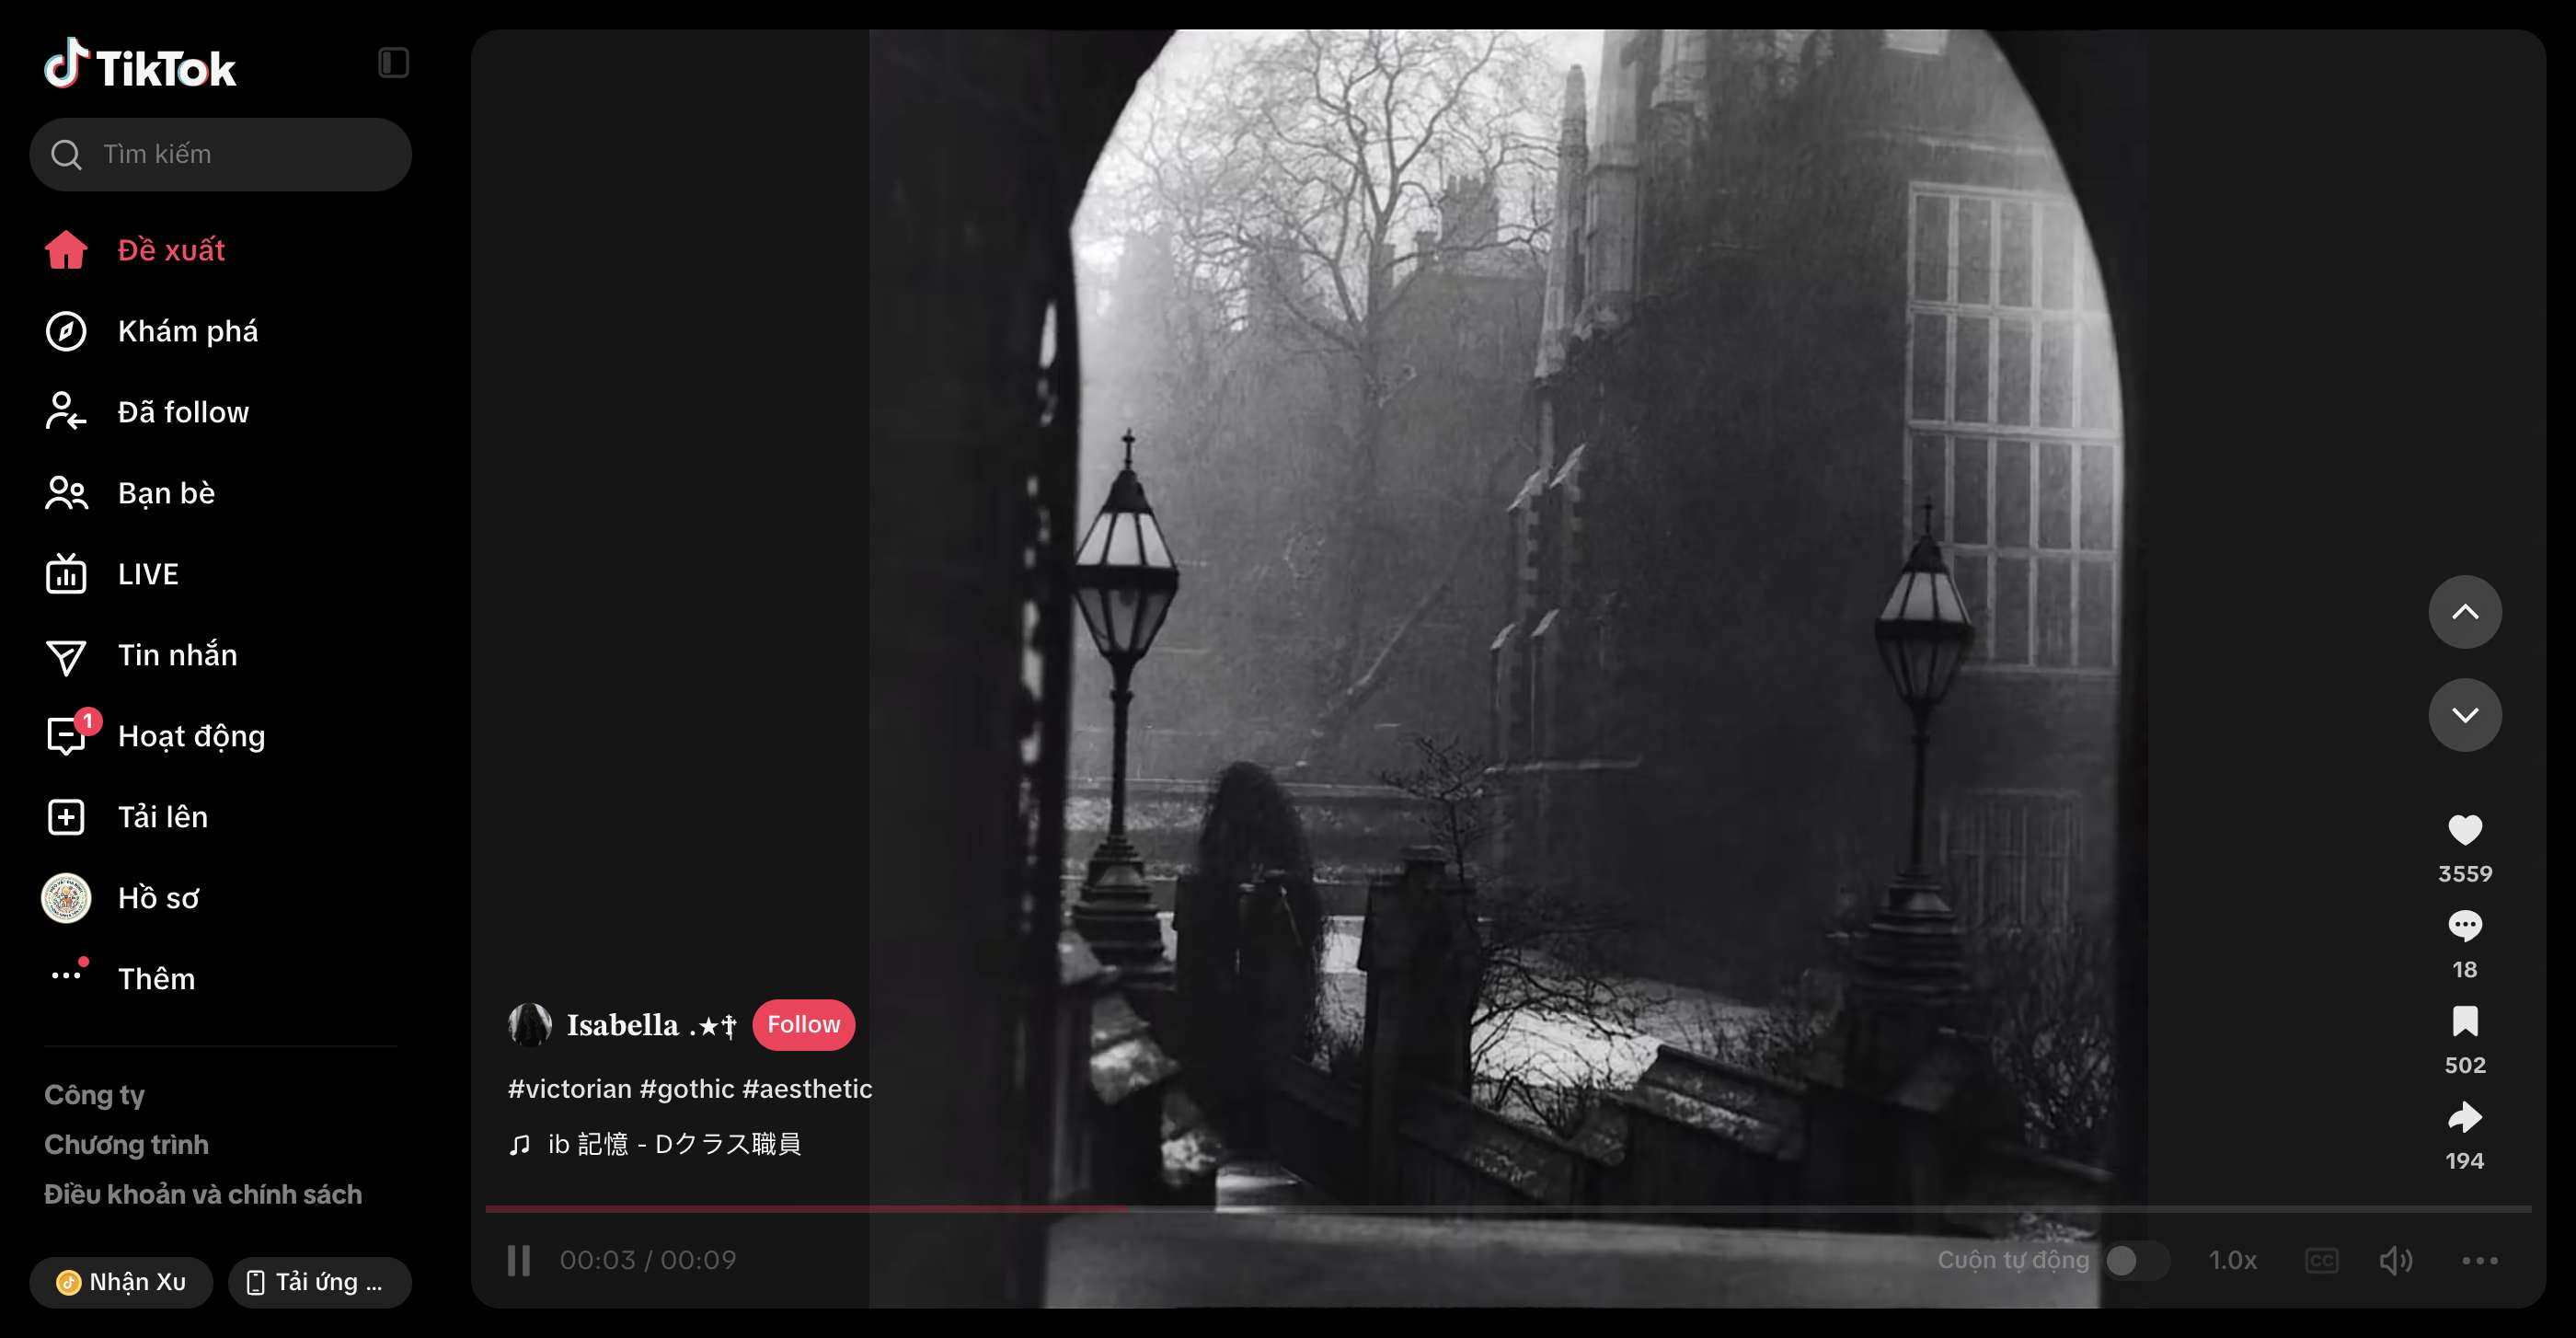 TikTok
Tìm kiếm
Đề xuất
Khám phá
Đã follow
Bạn bè
LIVE
Tin nhắn
1
Hoạt động
Tải lên
Hồ sơ
Thêm
Công ty
Chương trình
Điều khoản và chính sách
Nhận Xu
Tải ứng ...
Isabella .★‡ Follow
#victorian #gothic #aesthetic
ib 記憶 - Dクラス職員
00:03 / 00:09
3559
18
502
194
Cuộn tự động
1.0x
CC